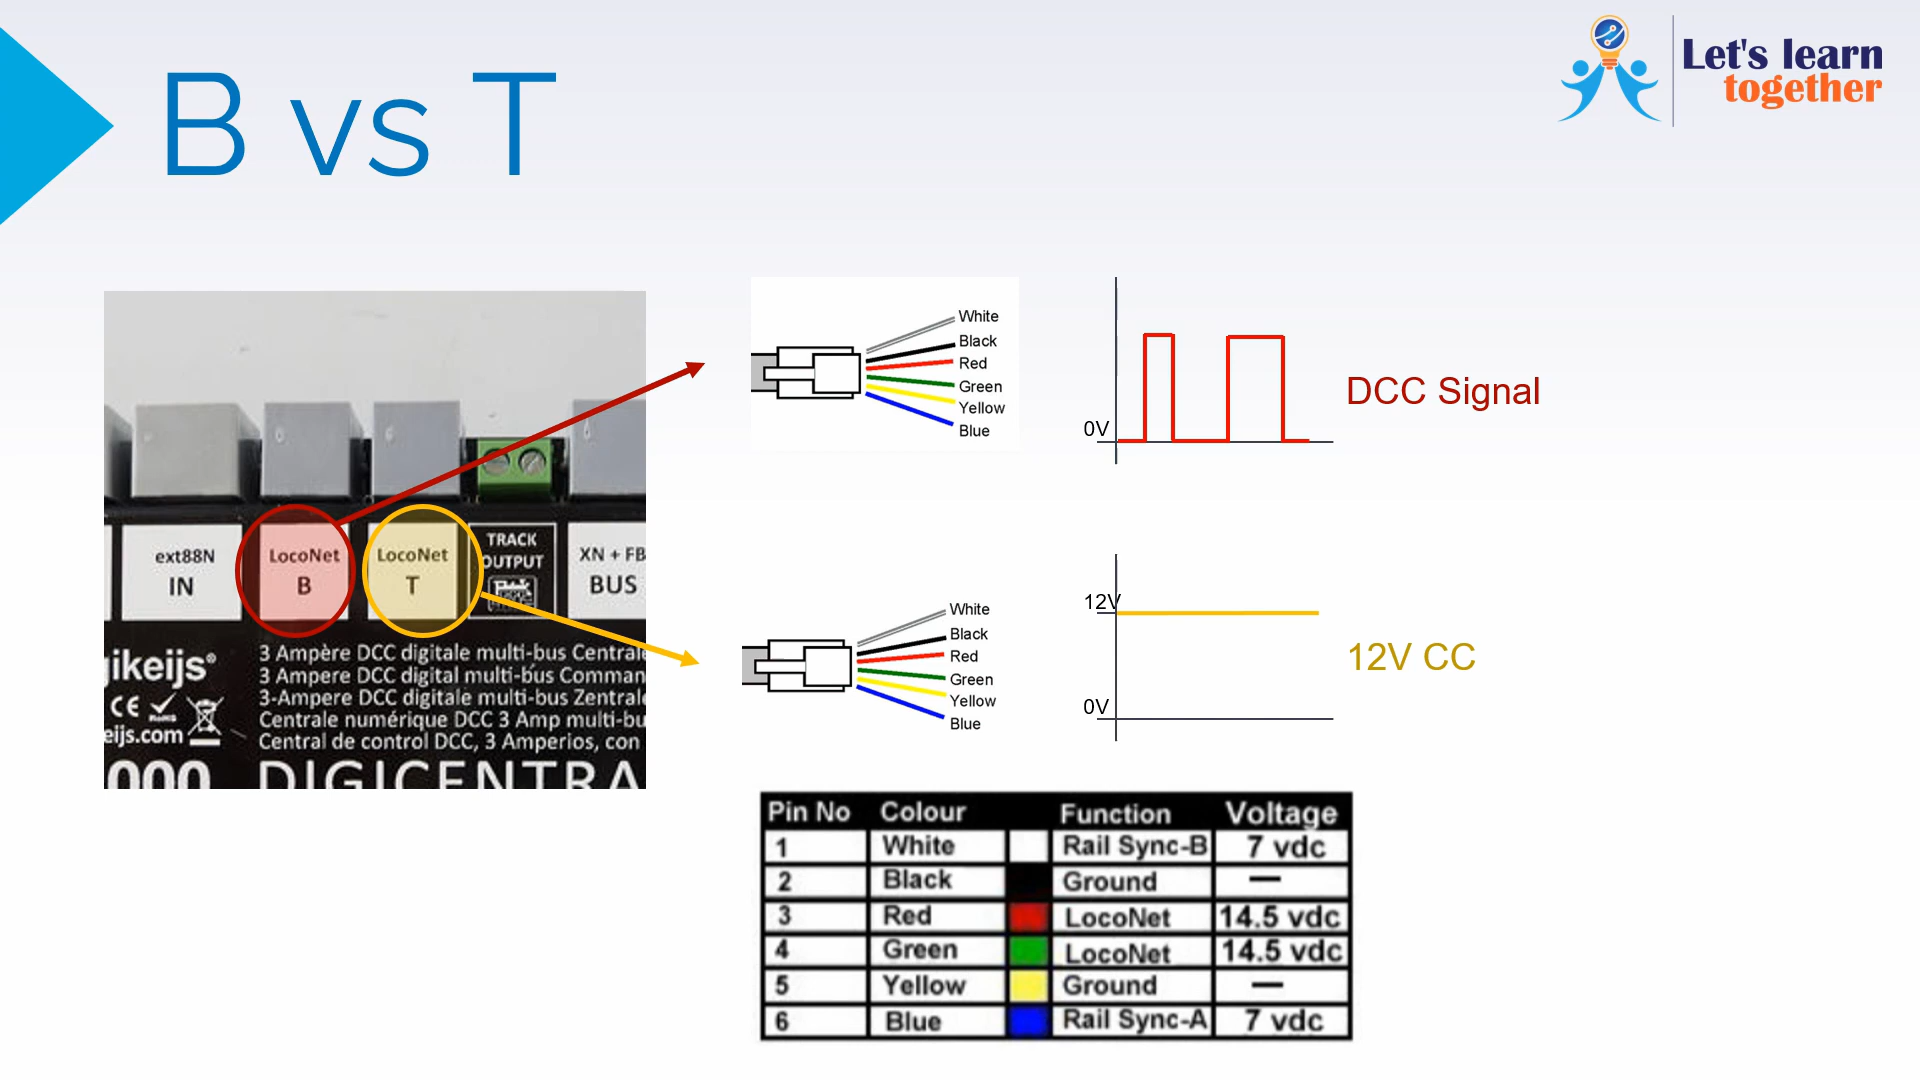 B vs T
Let's learn
together
White
Black
Red
Green
Yellow
Blue
0V
DCC Signal
ext88N
IN
LocoNet
B
LocoNet
T
TRACK
OUTPUT
XN + FB
BUS
ikeijs®
CE
eijs.com
3 Ampère DCC digitale multi-bus Centrale
3 Ampere DCC digital multi-bus Comman
3-Ampere DCC digitale multi-bus Zentrale
Centrale numérique DCC 3 Amp multi-bu
Central de control DCC, 3 Amperios, con
000 DIGICENTRA
White
Black
Red
Green
Yellow
Blue
12V
0V
12V CC
Pin No Colour Function Voltage
1 White Rail Sync-B 7 vdc
2 Black Ground —
3 Red LocoNet 14.5 vdc
4 Green LocoNet 14.5 vdc
5 Yellow Ground —
6 Blue Rail Sync-A 7 vdc